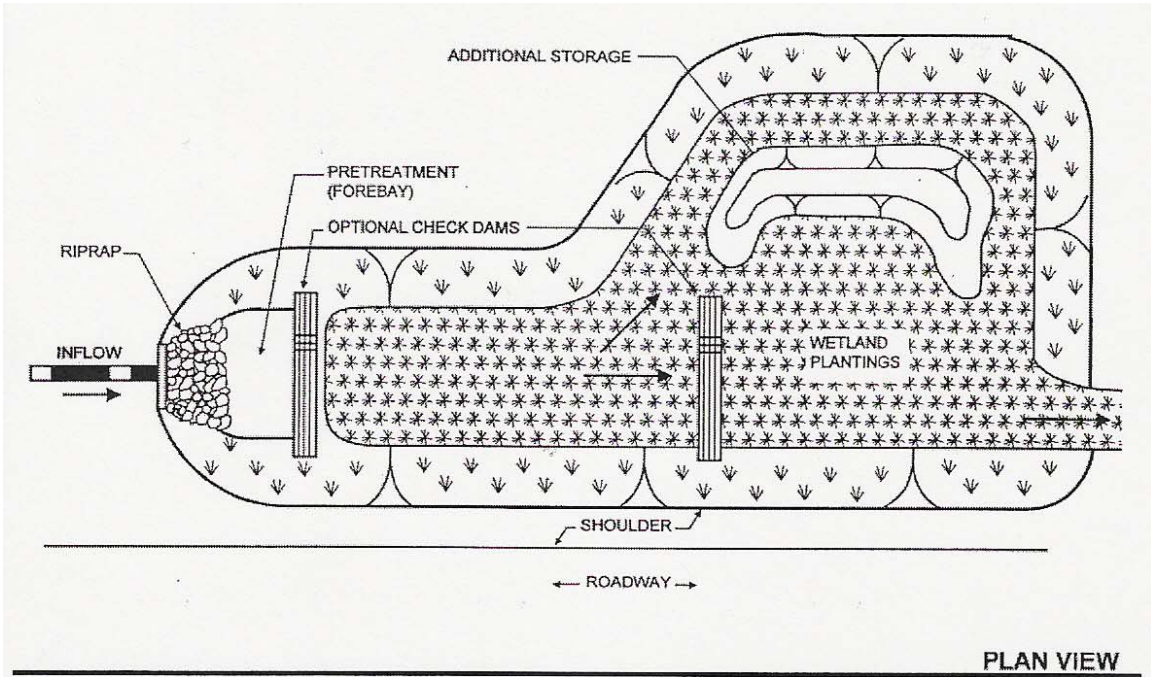 ADDITIONAL STORAGE
PRETREATMENT
(FOREBAY)
OPTIONAL CHECK DAMS
RIPRAP
INFLOW
WETLAND
PLANTINGS
SHOULDER
ROADWAY
PLAN VIEW